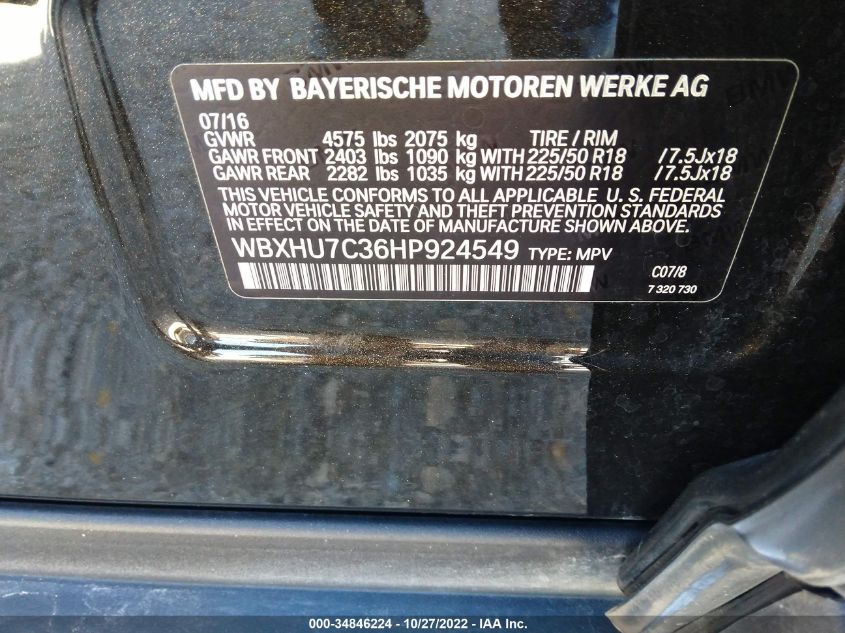 MFD BY BAYERISCHE MOTOREN WERKE AG
07/16
GVWR 4575 lbs 2075 kg TIRE / RIM
GAWR FRONT 2403 lbs 1090 kg WITH 225/50 R18 / 7.5Jx18
GAWR REAR 2282 lbs 1035 kg WITH 225/50 R18 / 7.5Jx18
THIS VEHICLE CONFORMS TO ALL APPLICABLE U. S. FEDERAL
MOTOR VEHICLE SAFETY AND THEFT PREVENTION STANDARDS
IN EFFECT ON THE DATE OF MANUFACTURE SHOWN ABOVE.
WBXHU7C36HP924549 TYPE: MPV
C07/8
7 320 730
000-34846224 | 10/27/2022 - IAA Inc.